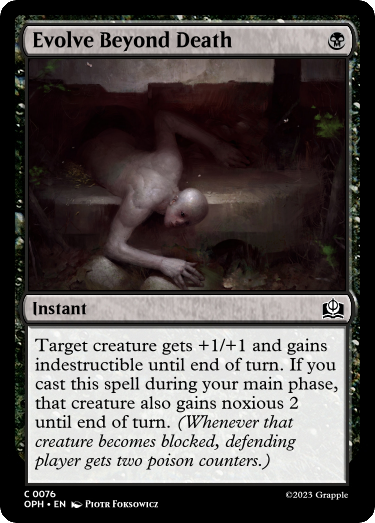 Evolve Beyond Death
Instant
Target creature gets +1/+1 and gains
indestructible until end of turn. If you
cast this spell during your main phase,
that creature also gains noxious 2
until end of turn. (Whenever that
creature becomes blocked, defending
player gets two poison counters.)
C 0076
OPH • EN Piotr Foksowicz
©2023 Grapple